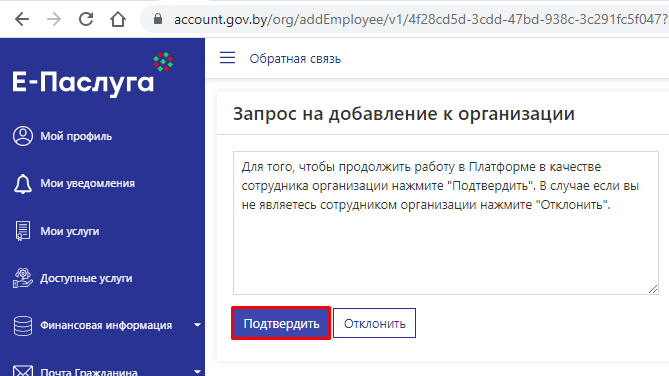 account.gov.by/org/addEmployee/v1/4f28cd5d-3cdd-47bd-938c-3c291fc5f047?
Е-Паслуга
Мой профиль
Мои уведомления
Мои услуги
Доступные услуги
Финансовая информация
Почта Гражданина
Обратная связь
Запрос на добавление к организации
Для того, чтобы продолжить работу в Платформе в качестве
сотрудника организации нажмите "Подтвердить". В случае если вы
не являетесь сотрудником организации нажмите "Отклонить".
Подтвердить
Отклонить